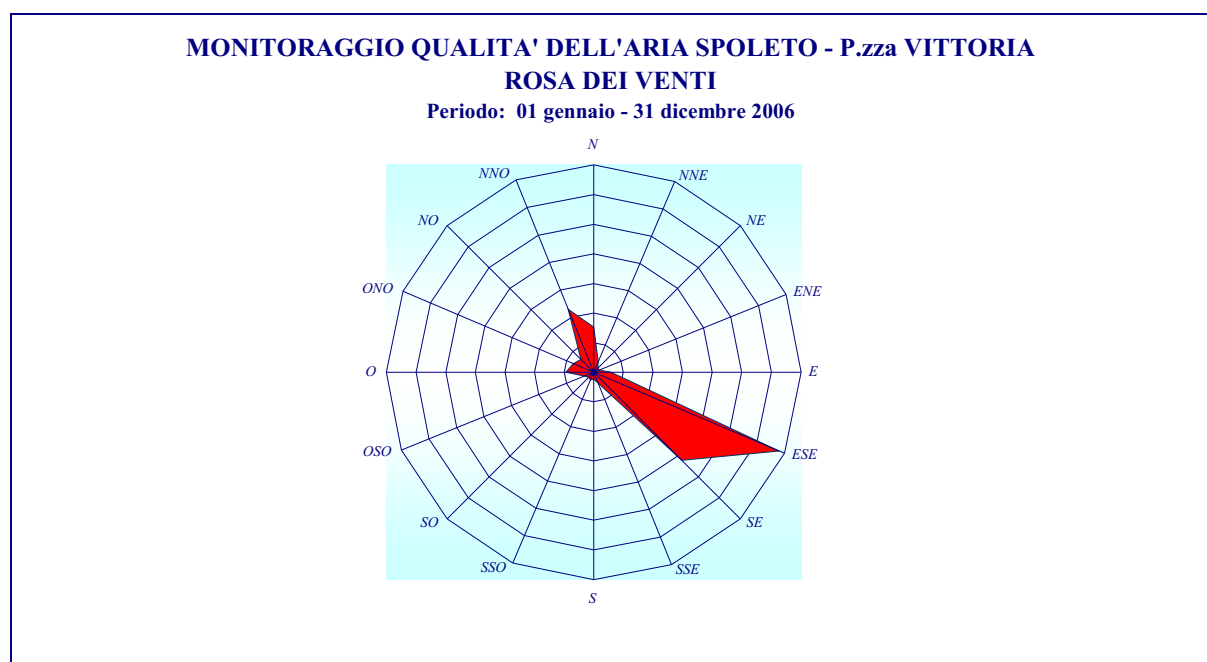 MONITORAGGIO QUALITA' DELL'ARIA SPOLETO - P.zza VITTORIA
ROSA DEI VENTI
Periodo: 01 gennaio - 31 dicembre 2006
N
NNO
NNE
NO
NE
ONO
ENE
O
E
OSO
ESE
SO
SE
SSO
SSE
S